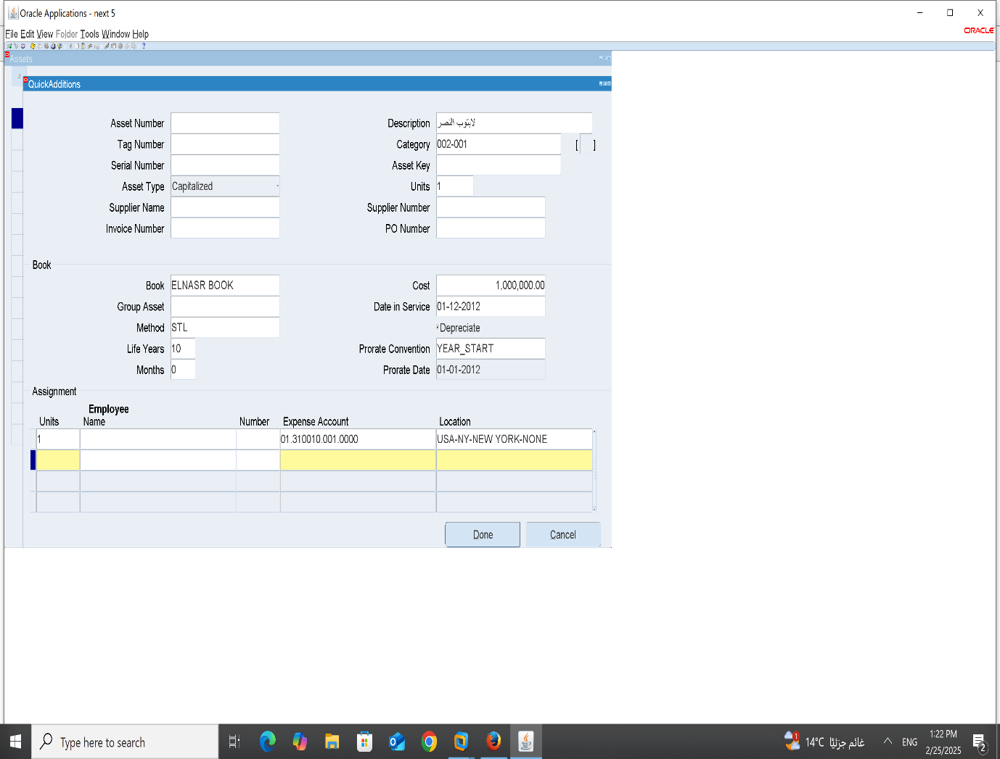 Oracle Applications - next 5
File Edit View Folder Tools Window Help
ORACLE
Assets
QuickAdditions
Asset Number
Description لابتوب النصر
Tag Number
Category 002-001 [ ]
Serial Number
Asset Key
Asset Type Capitalized
Units 1
Supplier Name
Supplier Number
Invoice Number
PO Number
Book
Book ELNASR BOOK
Cost 1,000,000.00
Group Asset
Date in Service 01-12-2012
Method STL
Depreciate
Life Years 10
Prorate Convention YEAR_START
Months 0
Prorate Date 01-01-2012
Assignment
Employee
Units Name Number Expense Account Location
1 01.310010.001.0000 USA-NY-NEW YORK-NONE
Done Cancel
Type here to search
1
14°C غائم جزئيًا
ENG
1:22 PM
2/25/2025
2